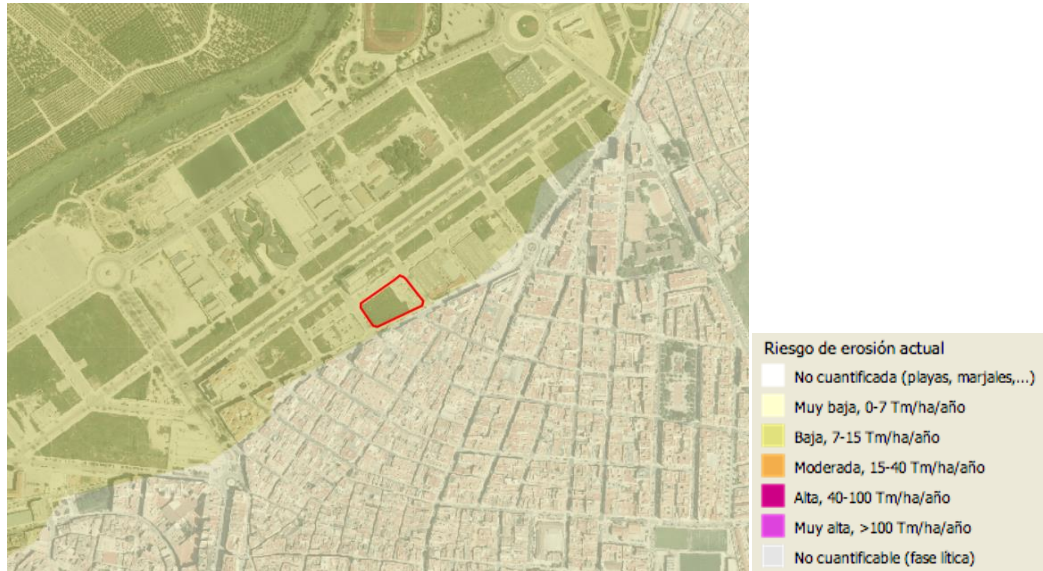 Riesgo de erosión actual
No cuantificada (playas, marjales,...)
Muy baja, 0-7 Tm/ha/año
Baja, 7-15 Tm/ha/año
Moderada, 15-40 Tm/ha/año
Alta, 40-100 Tm/ha/año
Muy alta, >100 Tm/ha/año
No cuantificable (fase lítica)